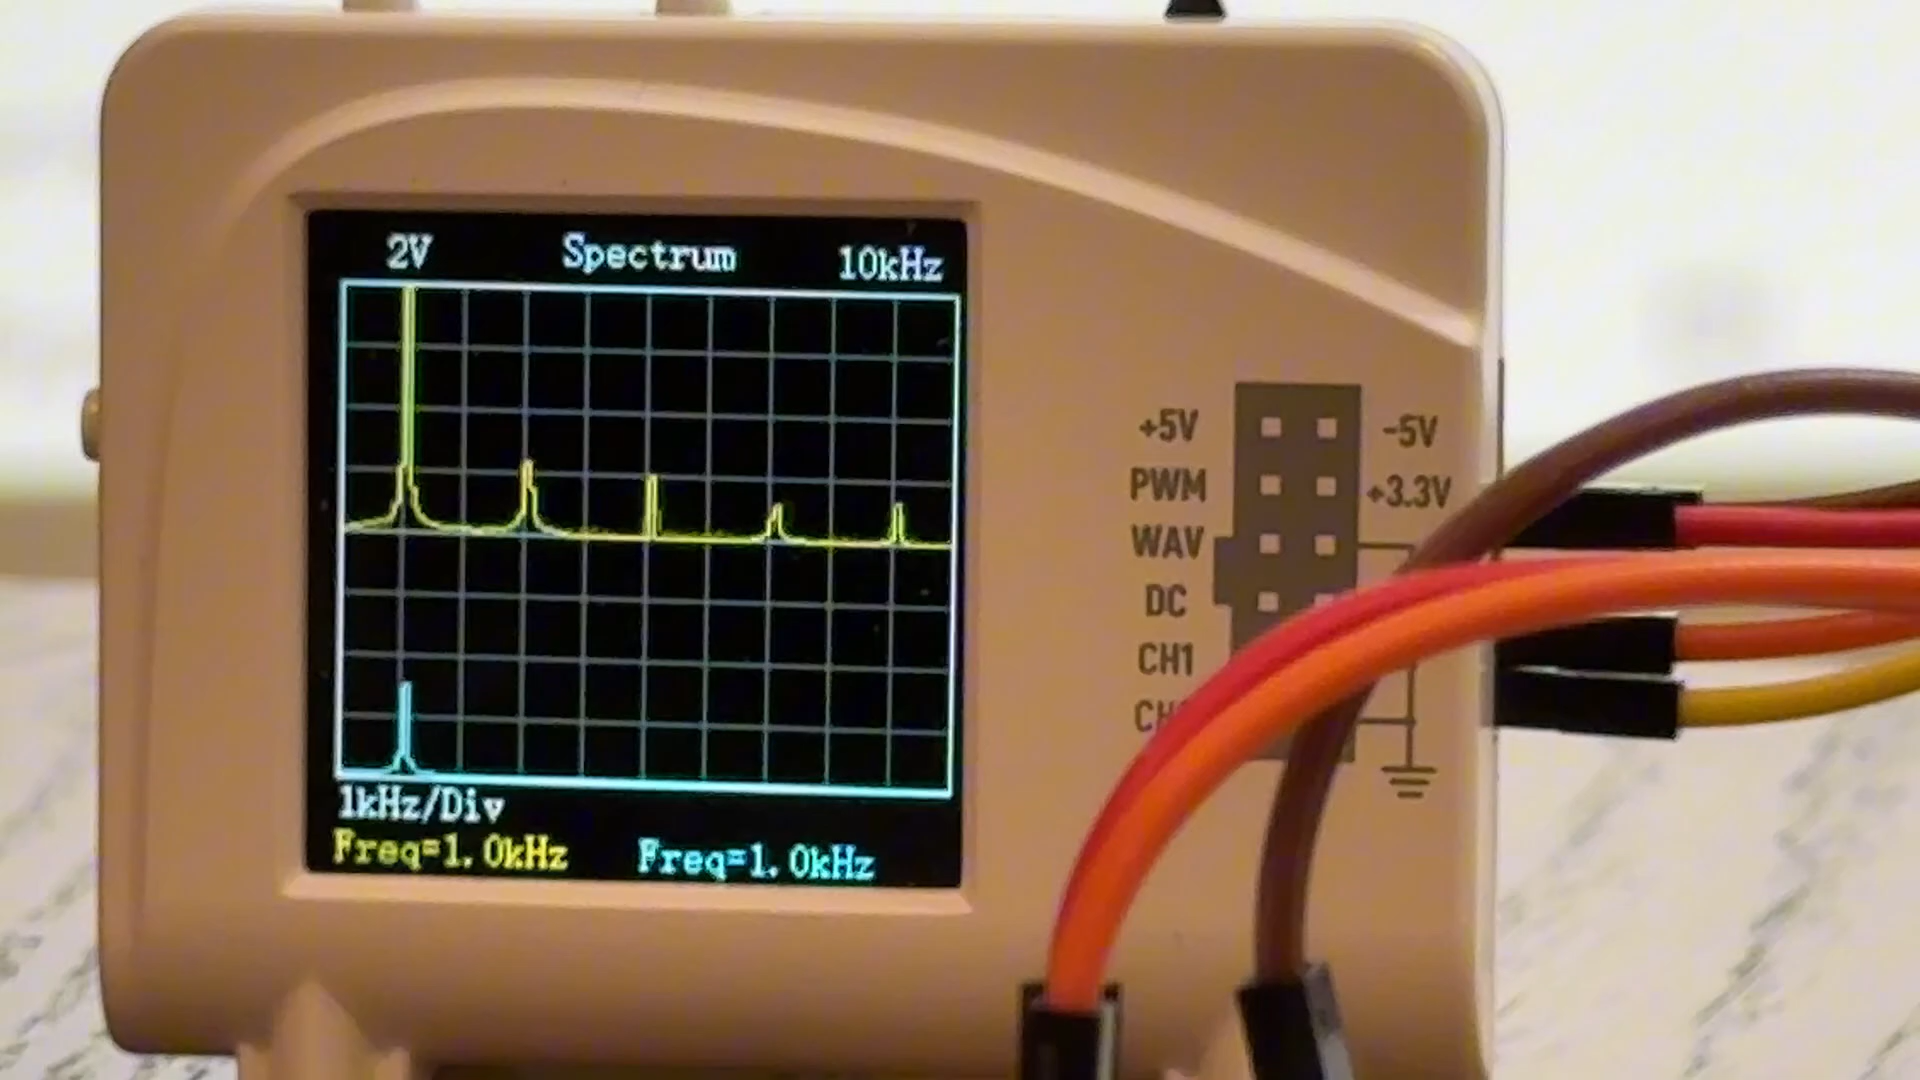 2V Spectrum 10kHz
1kHz/Div
Freq=1.0kHz Freq=1.0kHz
+5V -5V
PWM +3.3V
WAV
DC
CH1